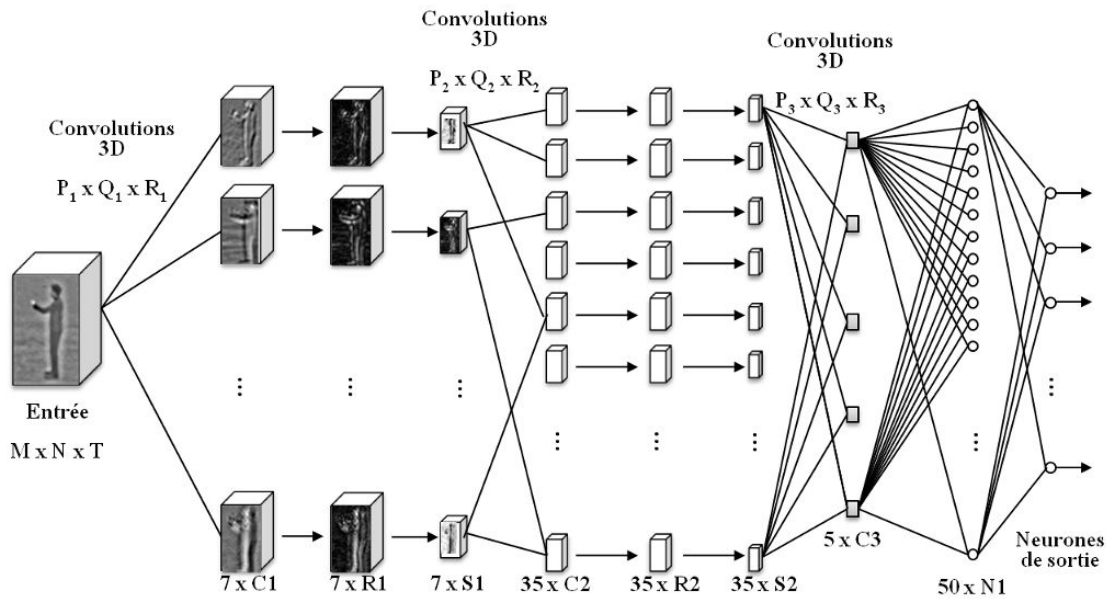 Convolutions
3D
P1 x Q1 x R1
Entrée
M x N x T
Convolutions
3D
P2 x Q2 x R2
Convolutions
3D
P3 x Q3 x R3
7 x C1
7 x R1
7 x S1
35 x C2
35 x R2
35 x S2
5 x C3
50 x N1
Neurones
de sortie